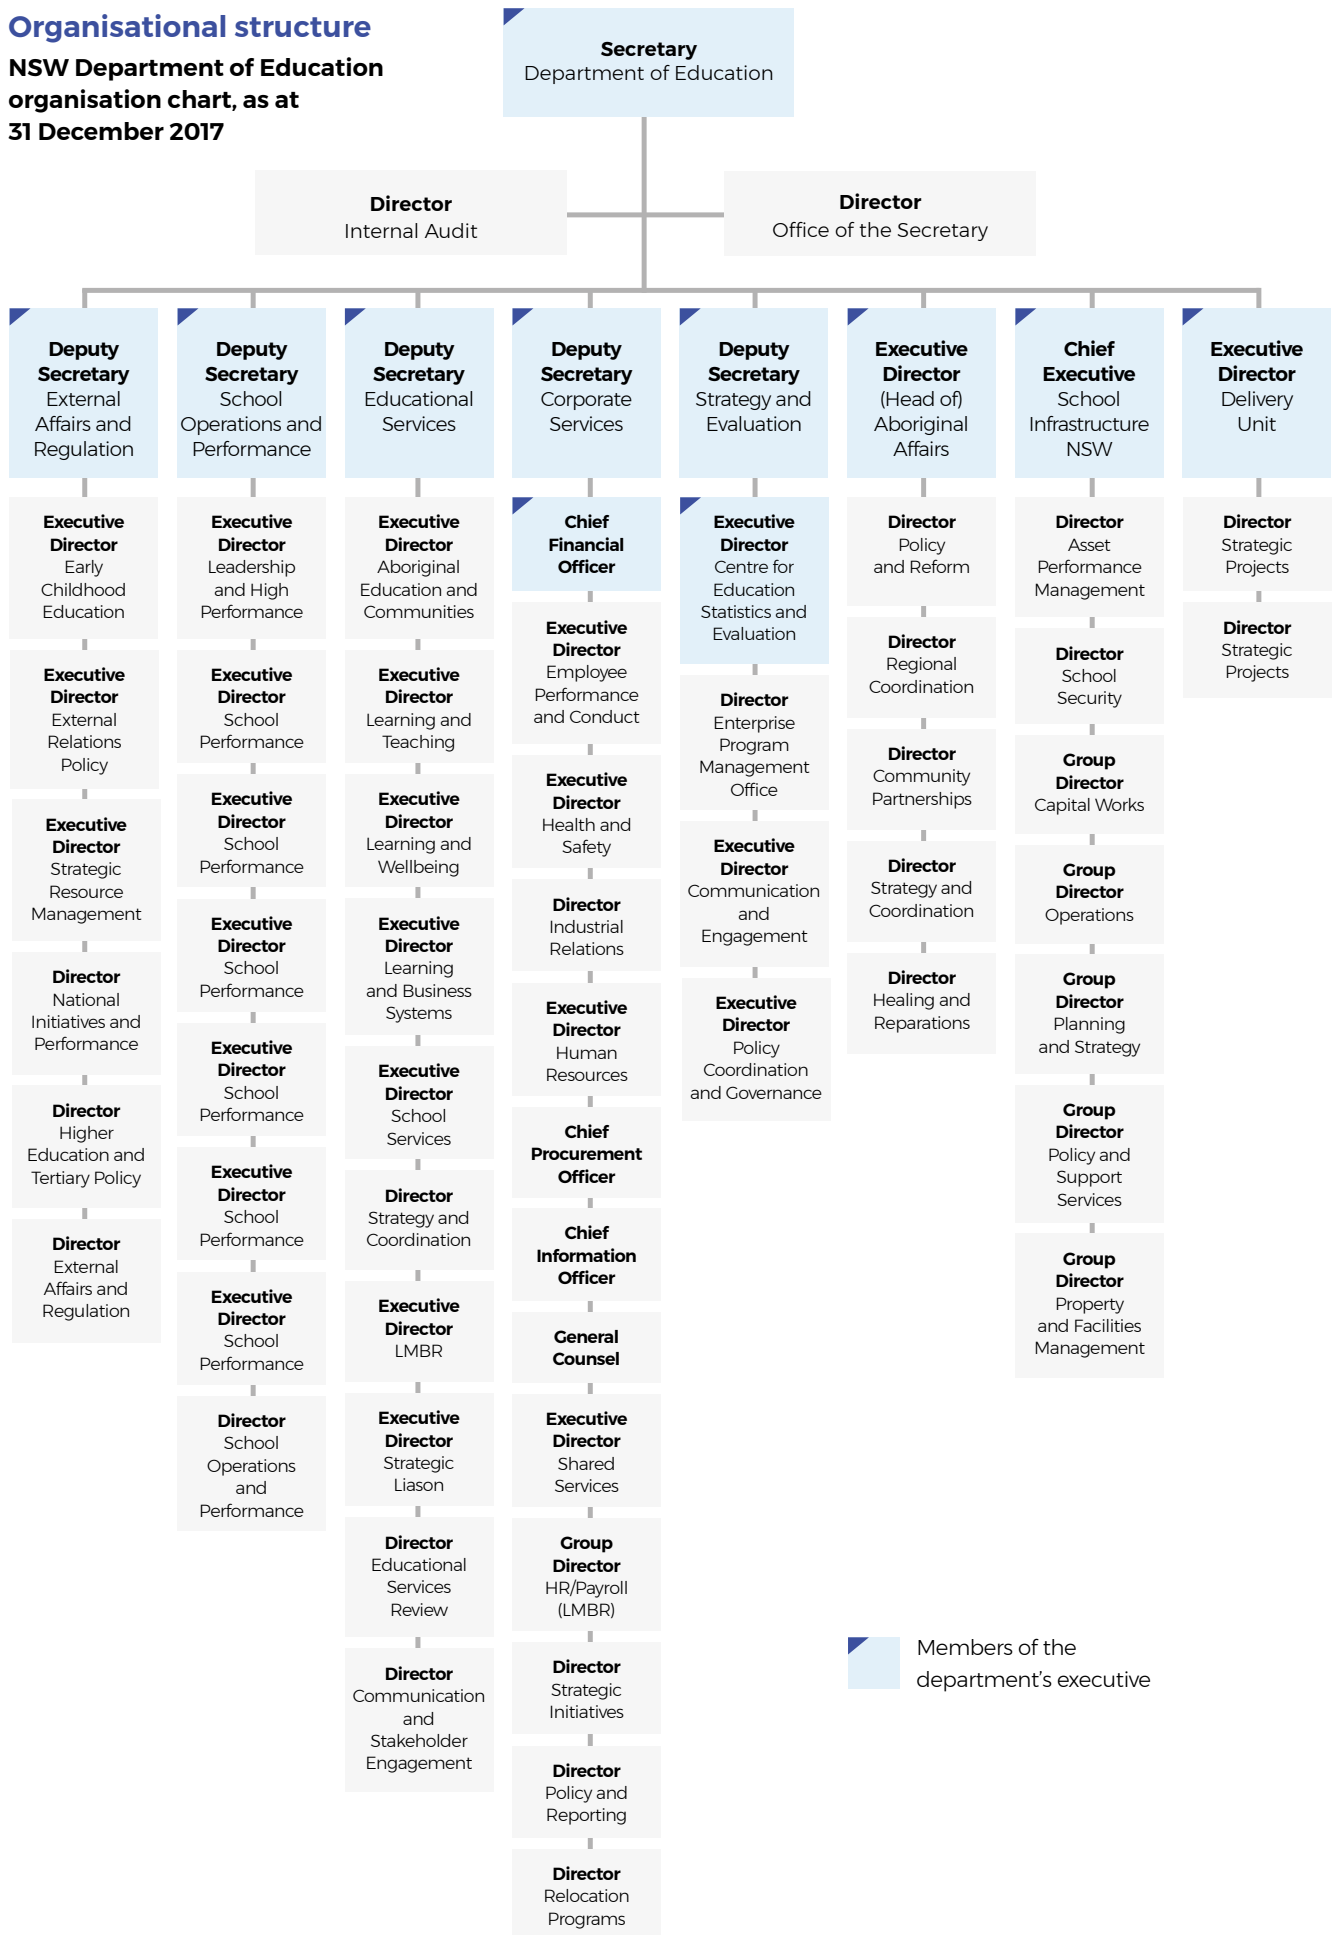 Organisational structure
NSW Department of Education
organisation chart, as at
31 December 2017
Secretary
Department of Education
Director
Internal Audit
Director
Office of the Secretary
Deputy
Secretary
External
Affairs and
Regulation
Executive
Director
Early
Childhood
Education
Executive
Director
External
Relations
Policy
Executive
Director
Strategic
Resource
Management
Director
National
Initiatives and
Performance
Director
Higher
Education and
Tertiary Policy
Director
External
Affairs and
Regulation
Deputy
Secretary
School
Operations and
Performance
Executive
Director
Leadership
and High
Performance
Executive
Director
School
Performance
Executive
Director
School
Performance
Executive
Director
School
Performance
Executive
Director
School
Performance
Executive
Director
School
Performance
Executive
Director
School
Performance
Director
School
Operations
and
Performance
Deputy
Secretary
Educational
Services
Executive
Director
Aboriginal
Education and
Communities
Executive
Director
Learning and
Teaching
Executive
Director
Learning and
Wellbeing
Executive
Director
Learning
and Business
Systems
Executive
Director
School
Services
Director
Strategy and
Coordination
Executive
Director
LMBR
Executive
Director
Strategic
Liason
Director
Educational
Services
Review
Director
Communication
and
Stakeholder
Engagement
Deputy
Secretary
Corporate
Services
Chief
Financial
Officer
Executive
Director
Employee
Performance
and Conduct
Executive
Director
Health and
Safety
Director
Industrial
Relations
Executive
Director
Human
Resources
Chief
Procurement
Officer
Chief
Information
Officer
General
Counsel
Executive
Director
Shared
Services
Group
Director
HR/Payroll
(LMBR)
Director
Strategic
Initiatives
Director
Policy and
Reporting
Director
Relocation
Programs
Deputy
Secretary
Strategy and
Evaluation
Executive
Director
Centre for
Education
Statistics and
Evaluation
Director
Enterprise
Program
Management
Office
Executive
Director
Communication
and
Engagement
Executive
Director
Policy
Coordination
and Governance
Executive
Director
(Head of)
Aboriginal
Affairs
Director
Policy
and Reform
Director
Regional
Coordination
Director
Community
Partnerships
Director
Strategy and
Coordination
Director
Healing and
Reparations
Chief
Executive
School
Infrastructure
NSW
Director
Asset
Performance
Management
Director
School
Security
Group
Director
Capital Works
Group
Director
Operations
Group
Director
Planning
and Strategy
Group
Director
Policy and
Support
Services
Group
Director
Property
and Facilities
Management
Executive
Director
Delivery
Unit
Director
Strategic
Projects
Director
Strategic
Projects
Members of the
department's executive